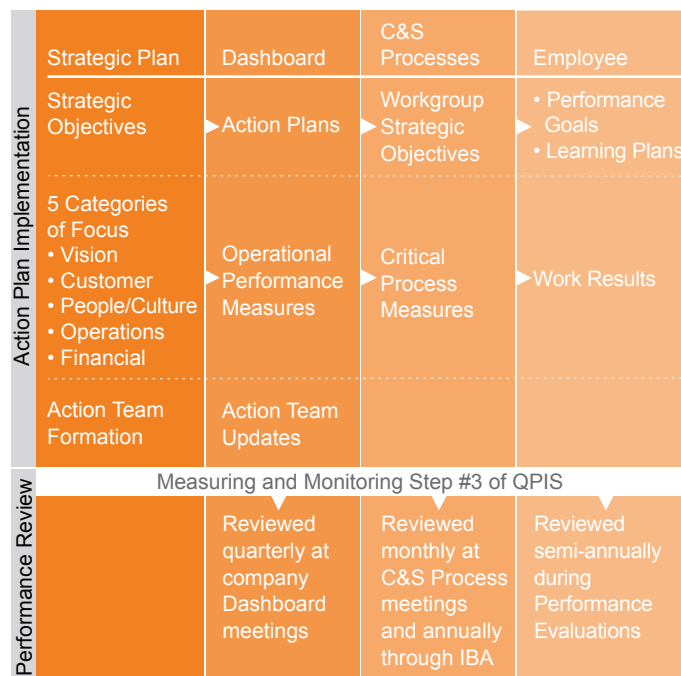 Action Plan Implementation
Strategic Plan
Dashboard
C&S
Processes
Employee
Strategic
Objectives
Action Plans
Workgroup
Strategic
Objectives
• Performance
Goals
• Learning Plans
5 Categories
of Focus
• Vision
• Customer
• People/Culture
• Operations
• Financial
Operational
Performance
Measures
Critical
Process
Measures
Work Results
Action Team
Formation
Action Team
Updates
Performance Review
Measuring and Monitoring Step #3 of QPIS
Reviewed
quarterly at
company
Dashboard
meetings
Reviewed
monthly at
C&S Process
meetings
and annually
through IBA
Reviewed
semi-annually
during
Performance
Evaluations